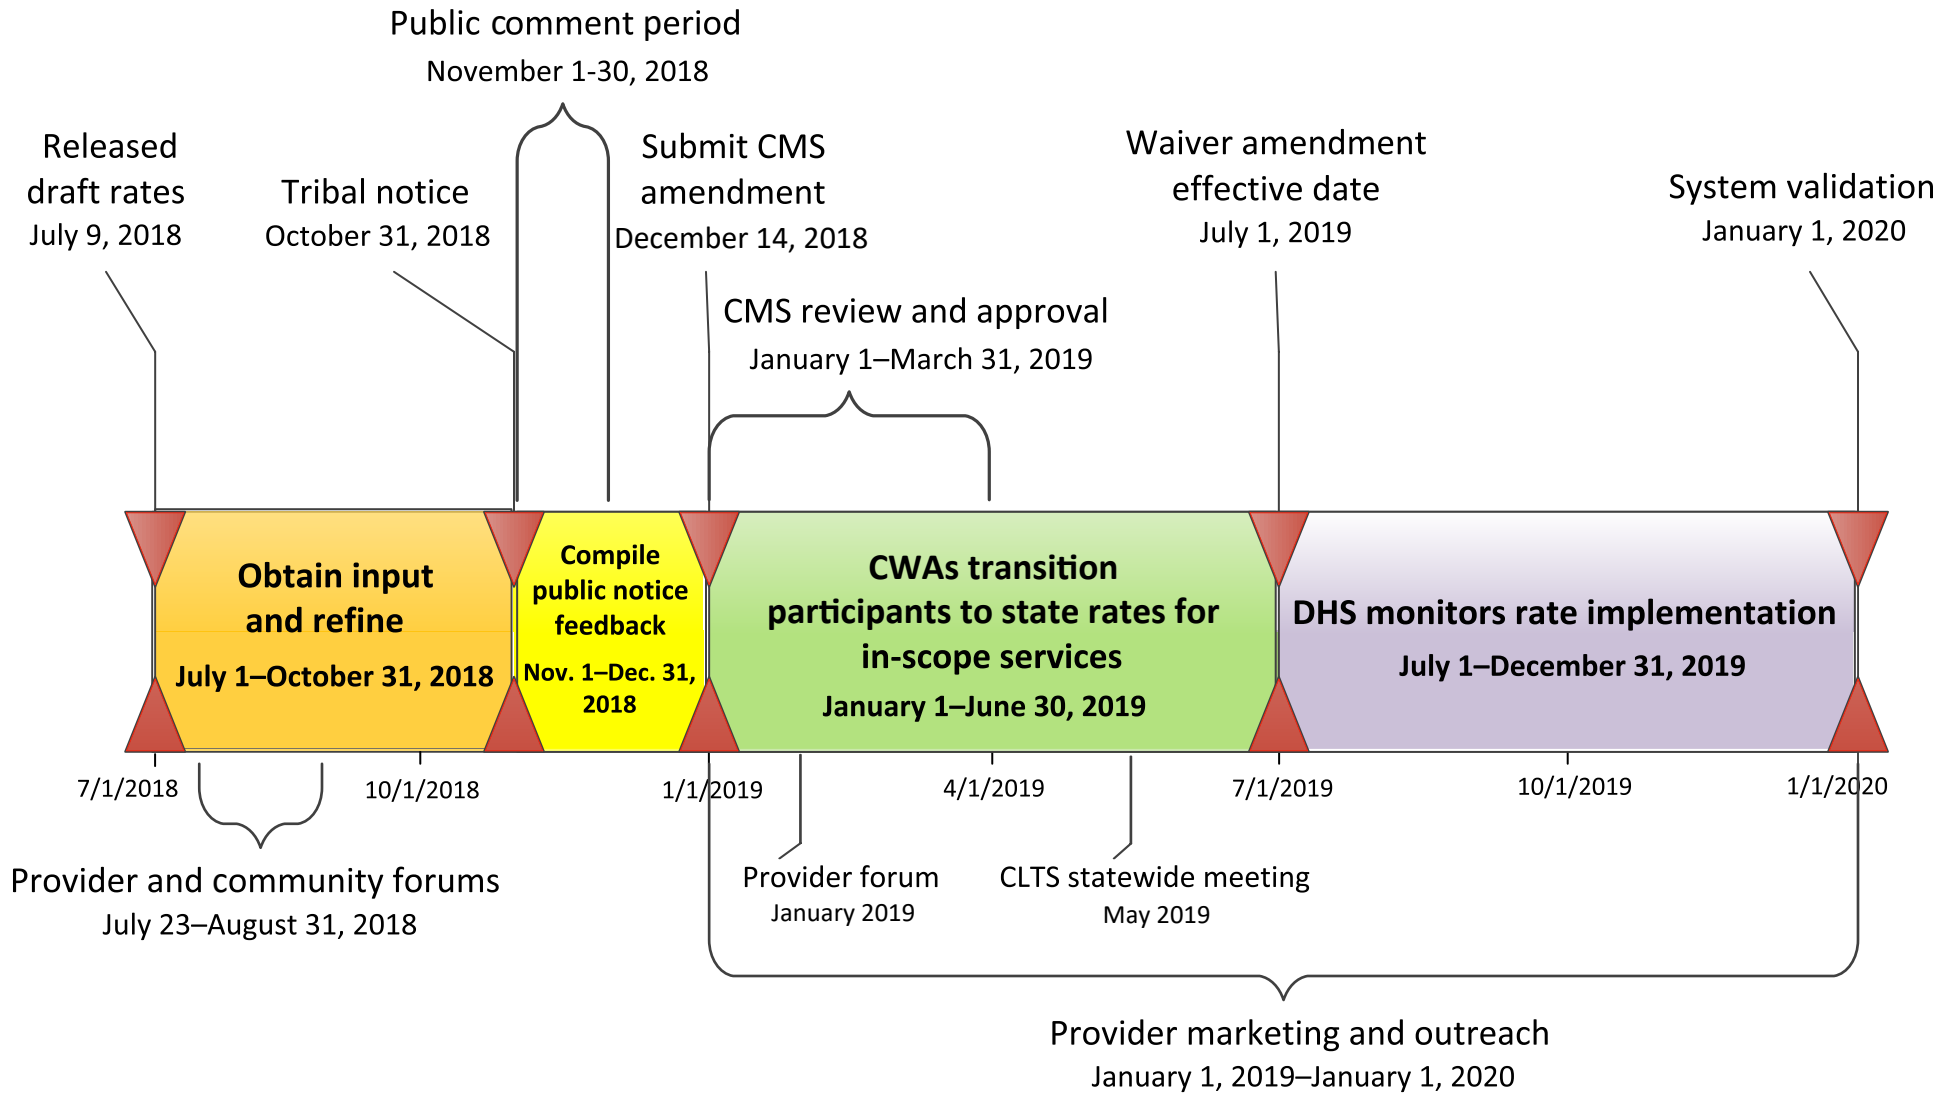 Public comment period
November 1-30, 2018
Released
draft rates
July 9, 2018
Tribal notice
October 31, 2018
Submit CMS
amendment
December 14, 2018
Waiver amendment
effective date
July 1, 2019
System validation
January 1, 2020
CMS review and approval
January 1–March 31, 2019
Obtain input
and refine
July 1–October 31, 2018
Compile
public notice
feedback
Nov. 1–Dec. 31,
2018
CWAs transition
participants to state rates for
in-scope services
January 1–June 30, 2019
DHS monitors rate implementation
July 1–December 31, 2019
7/1/2018
10/1/2018
1/1/2019
4/1/2019
7/1/2019
10/1/2019
1/1/2020
Provider and community forums
July 23–August 31, 2018
Provider forum
January 2019
CLTS statewide meeting
May 2019
Provider marketing and outreach
January 1, 2019–January 1, 2020